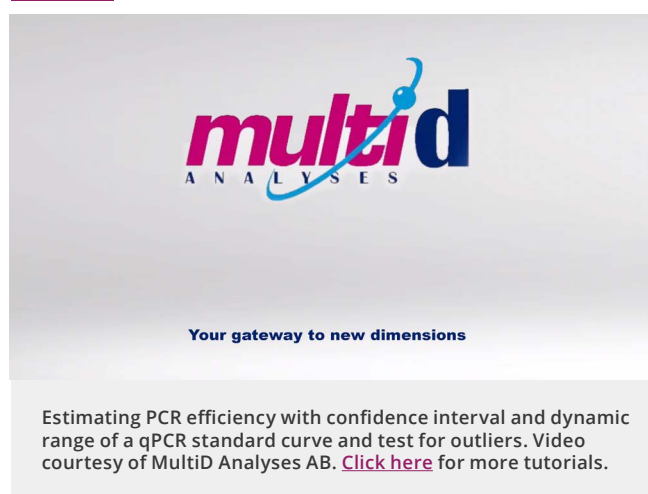 multid
ANALYSES
Your gateway to new dimensions
Estimating PCR efficiency with confidence interval and dynamic
range of a qPCR standard curve and test for outliers. Video
courtesy of MultiD Analyses AB. Click here for more tutorials.